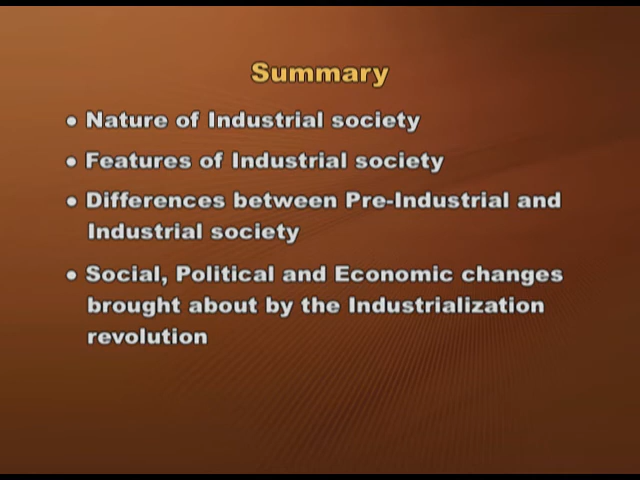 Summary
• Nature of Industrial society
• Features of Industrial society
• Differences between Pre-Industrial and
Industrial society
• Social, Political and Economic changes
brought about by the Industrialization
revolution